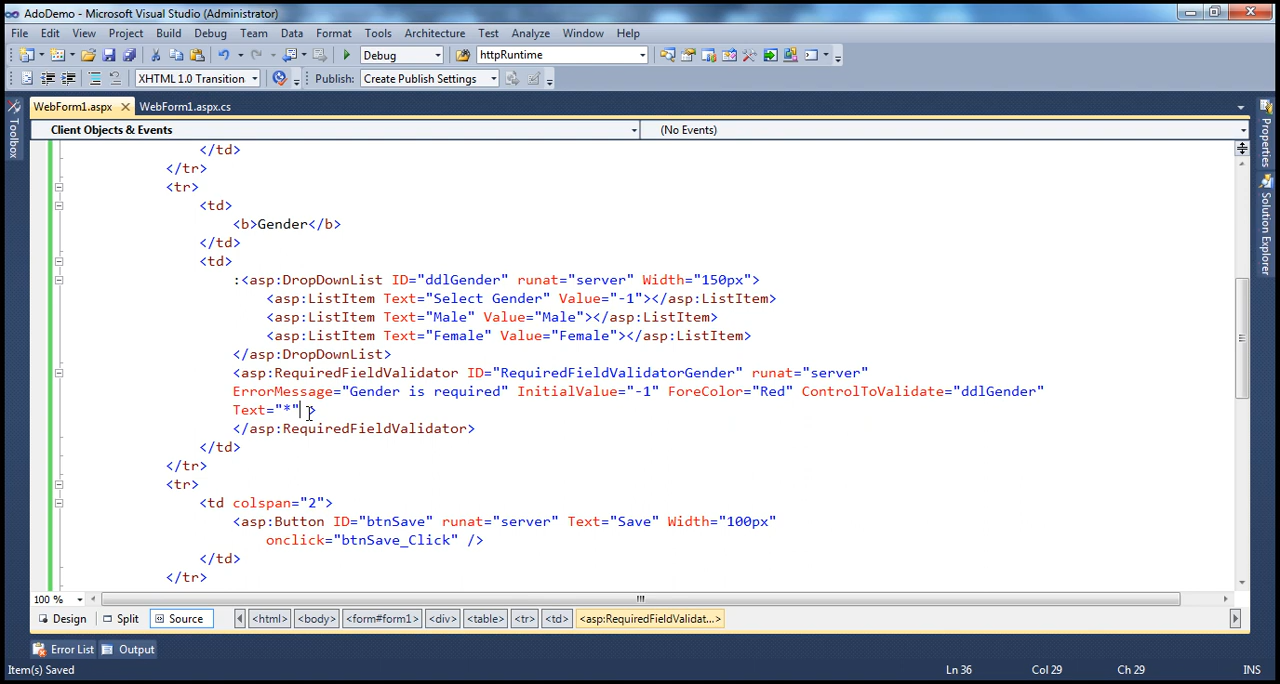 AdoDemo - Microsoft Visual Studio (Administrator)
File Edit View Project Build Debug Team Data Format Tools Architecture Test Analyze Window Help
Debug httpRuntime
XHTML 1.0 Transition Publish: Create Publish Settings
WebForm1.aspx WebForm1.aspx.cs
Client Objects & Events (No Events)
</td>
</tr>
<tr>
<td>
<b>Gender</b>
</td>
<td>
:<asp:DropDownList ID="ddlGender" runat="server" Width="150px">
<asp:ListItem Text="Select Gender" Value="-1"></asp:ListItem>
<asp:ListItem Text="Male" Value="Male"></asp:ListItem>
<asp:ListItem Text="Female" Value="Female"></asp:ListItem>
</asp:DropDownList>
<asp:RequiredFieldValidator ID="RequiredFieldValidatorGender" runat="server"
ErrorMessage="Gender is required" InitialValue="-1" ForeColor="Red" ControlToValidate="ddlGender"
Text="*" >
</asp:RequiredFieldValidator>
</td>
</tr>
<tr>
<td colspan="2">
<asp:Button ID="btnSave" runat="server" Text="Save" Width="100px"
onclick="btnSave_Click" />
</td>
</tr>
100 %
Design Split Source <html> <body> <form#form1> <div> <table> <tr> <td> <asp:RequiredFieldValidat...>
Error List Output
Item(s) Saved Ln 36 Col 29 Ch 29 INS
Toolbox
Properties
Solution Explorer